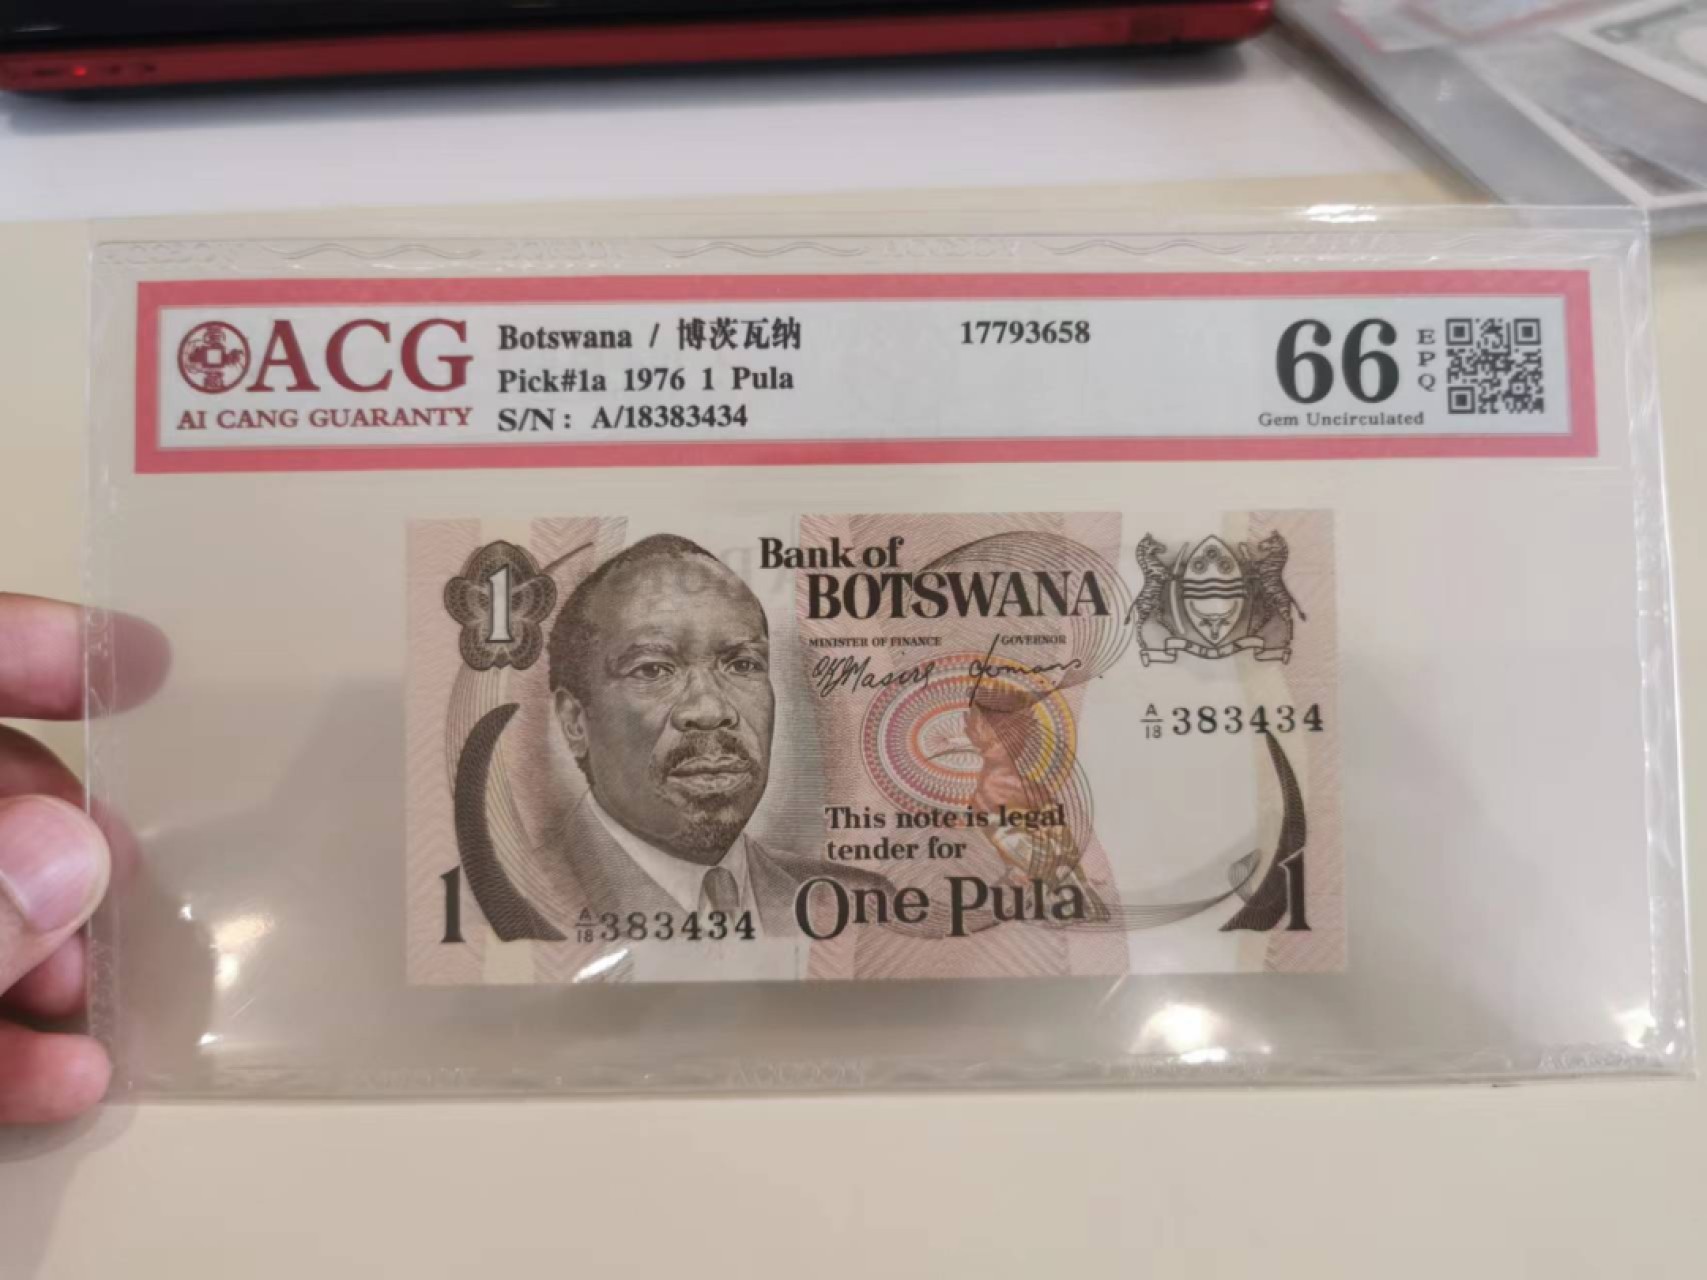 ACG
AI CANG GUARANTY
Botswana / 博茨瓦纳
Pick#1a 1976 1 Pula
S/N: A/18383434
17793658
66
EPQ
Gem Uncirculated
1
Bank of
BOTSWANA
MINISTER OF FINANCE
GOVERNOR
A/18 383434
This note is legal
tender for
One Pula
1
A/18 383434
1